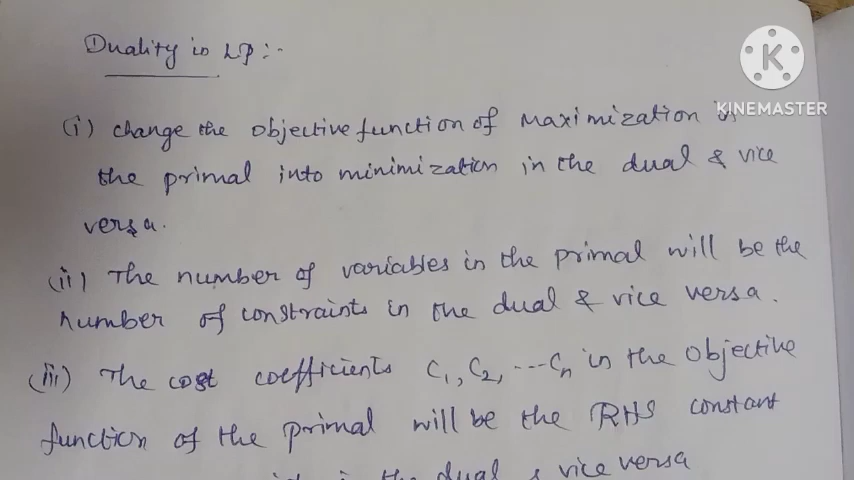 Duality in LP:-
KINEMASTER
(i) change the objective function of Maximization in
the primal into minimization in the dual & vice
versa.
(ii) The number of variables in the primal will be the
number of constraints in the dual & vice versa.
(iii) The cost coefficients C1, C2, ---Cn in the objective
function of the primal will be the RHS constant
in the dual & vice versa